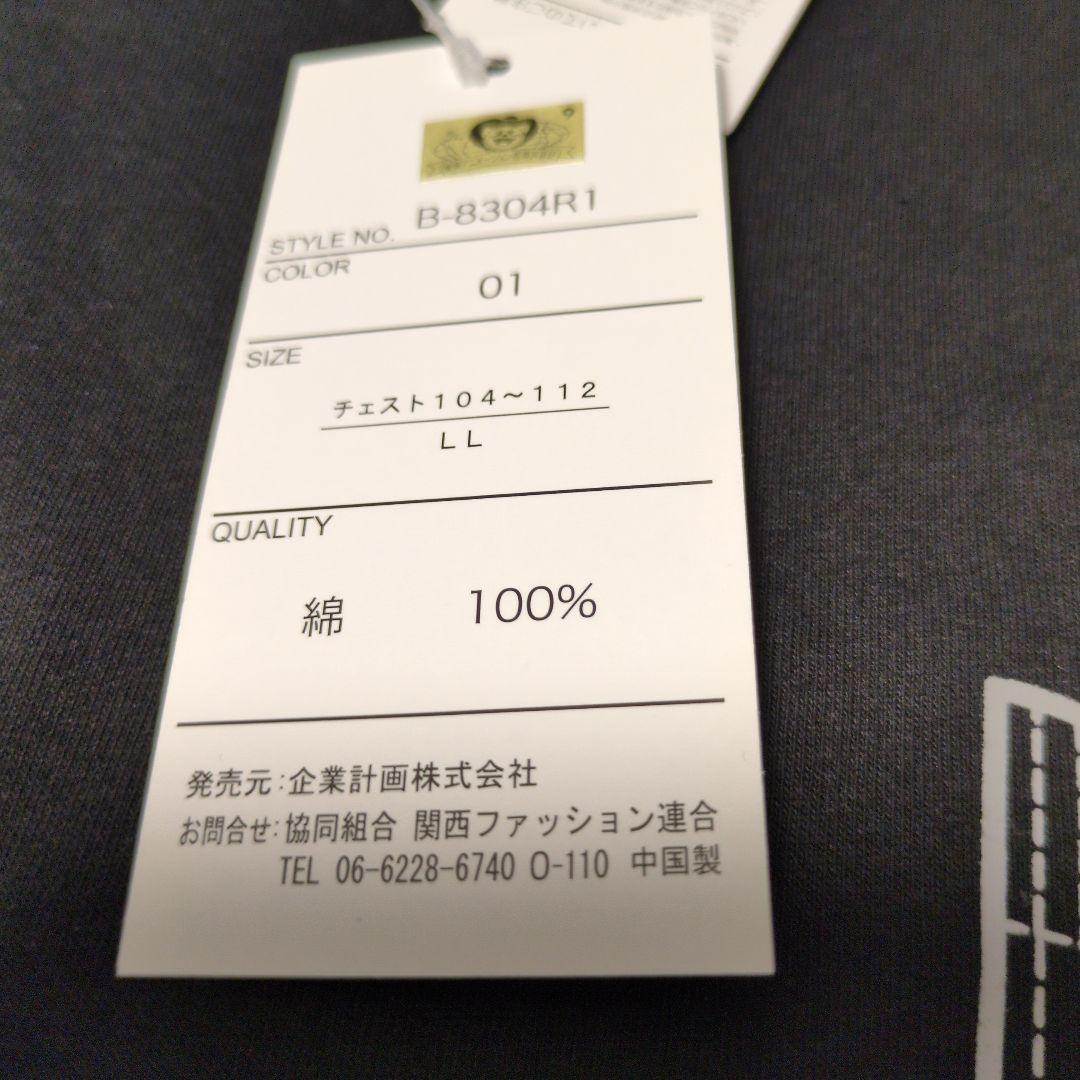 STYLE NO. B-8304R1
COLOR
01
SIZE
チェスト104～112
LL
QUALITY
綿 100%
発売元:企業計画株式会社
お問合せ:協同組合 関西ファッション連合
TEL 06-6228-6740 O-110 中国製